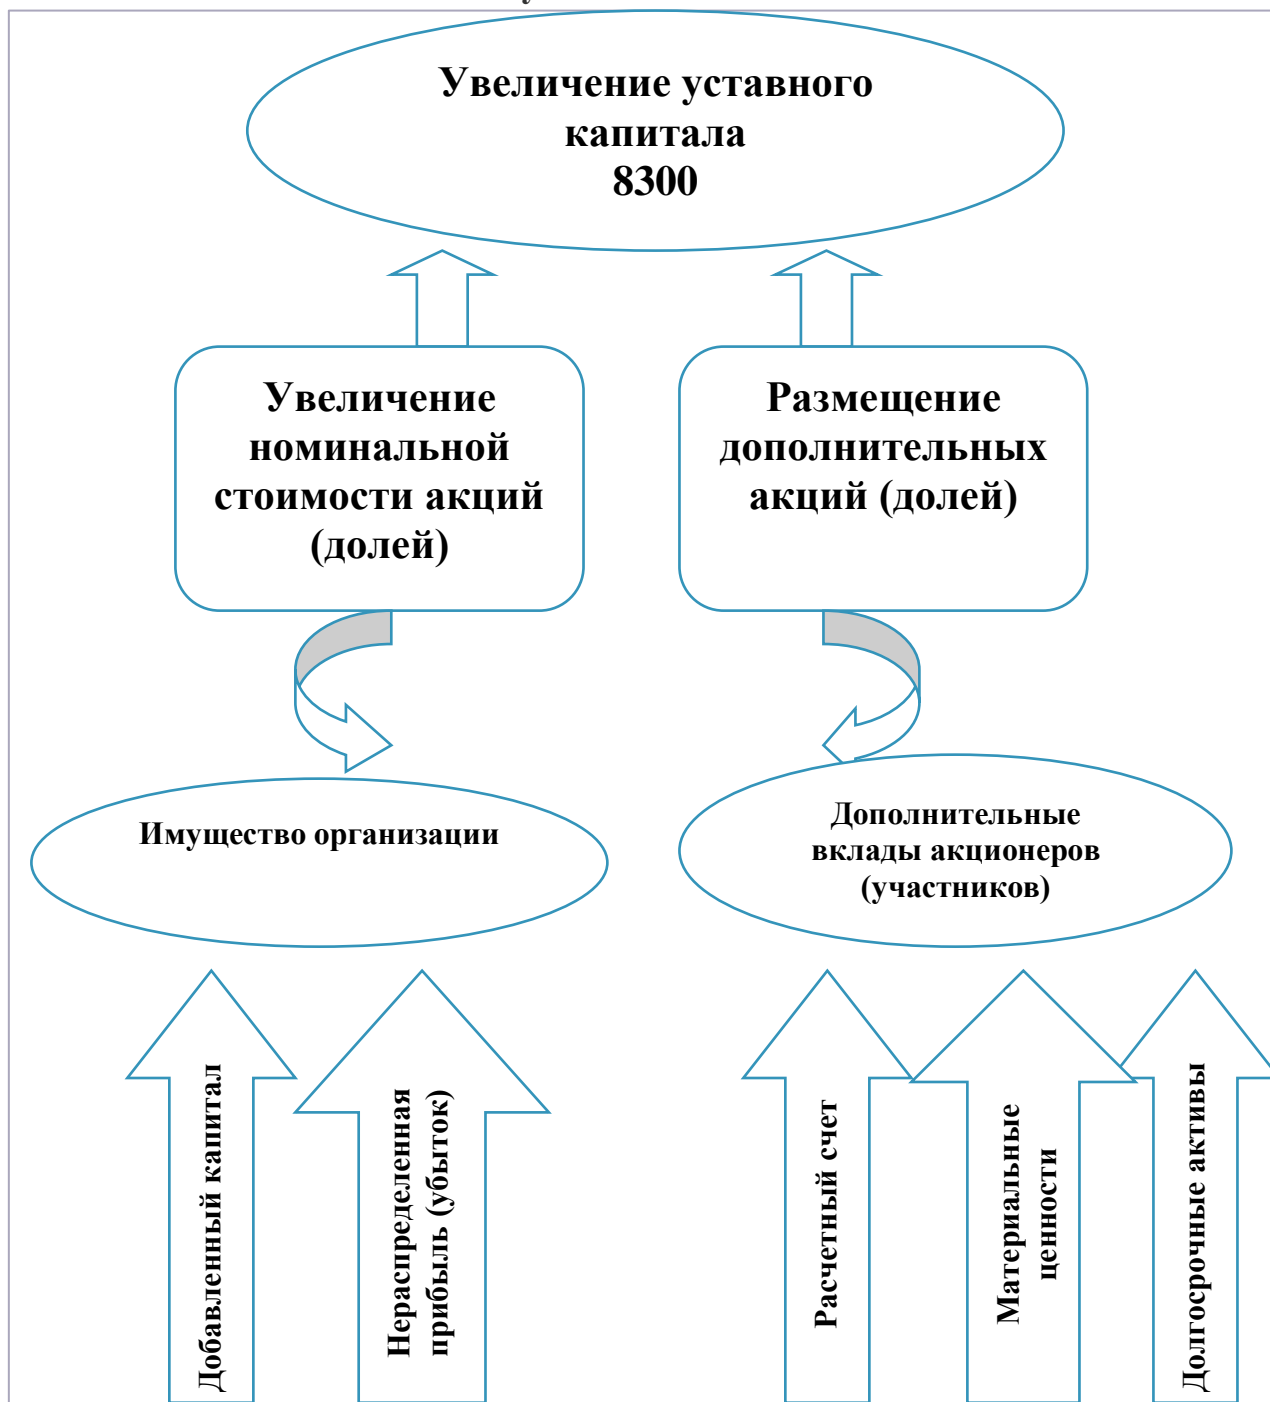 Увеличение уставного
капитала
8300
Увеличение
номинальной
стоимости акций
(долей)
Размещение
дополнительных
акций (долей)
Имущество организации
Дополнительные
вклады акционеров
(участников)
Добавленный капитал
Нераспределенная
прибыль (убыток)
Расчетный счет
Материальные
ценности
Долгосрочные активы